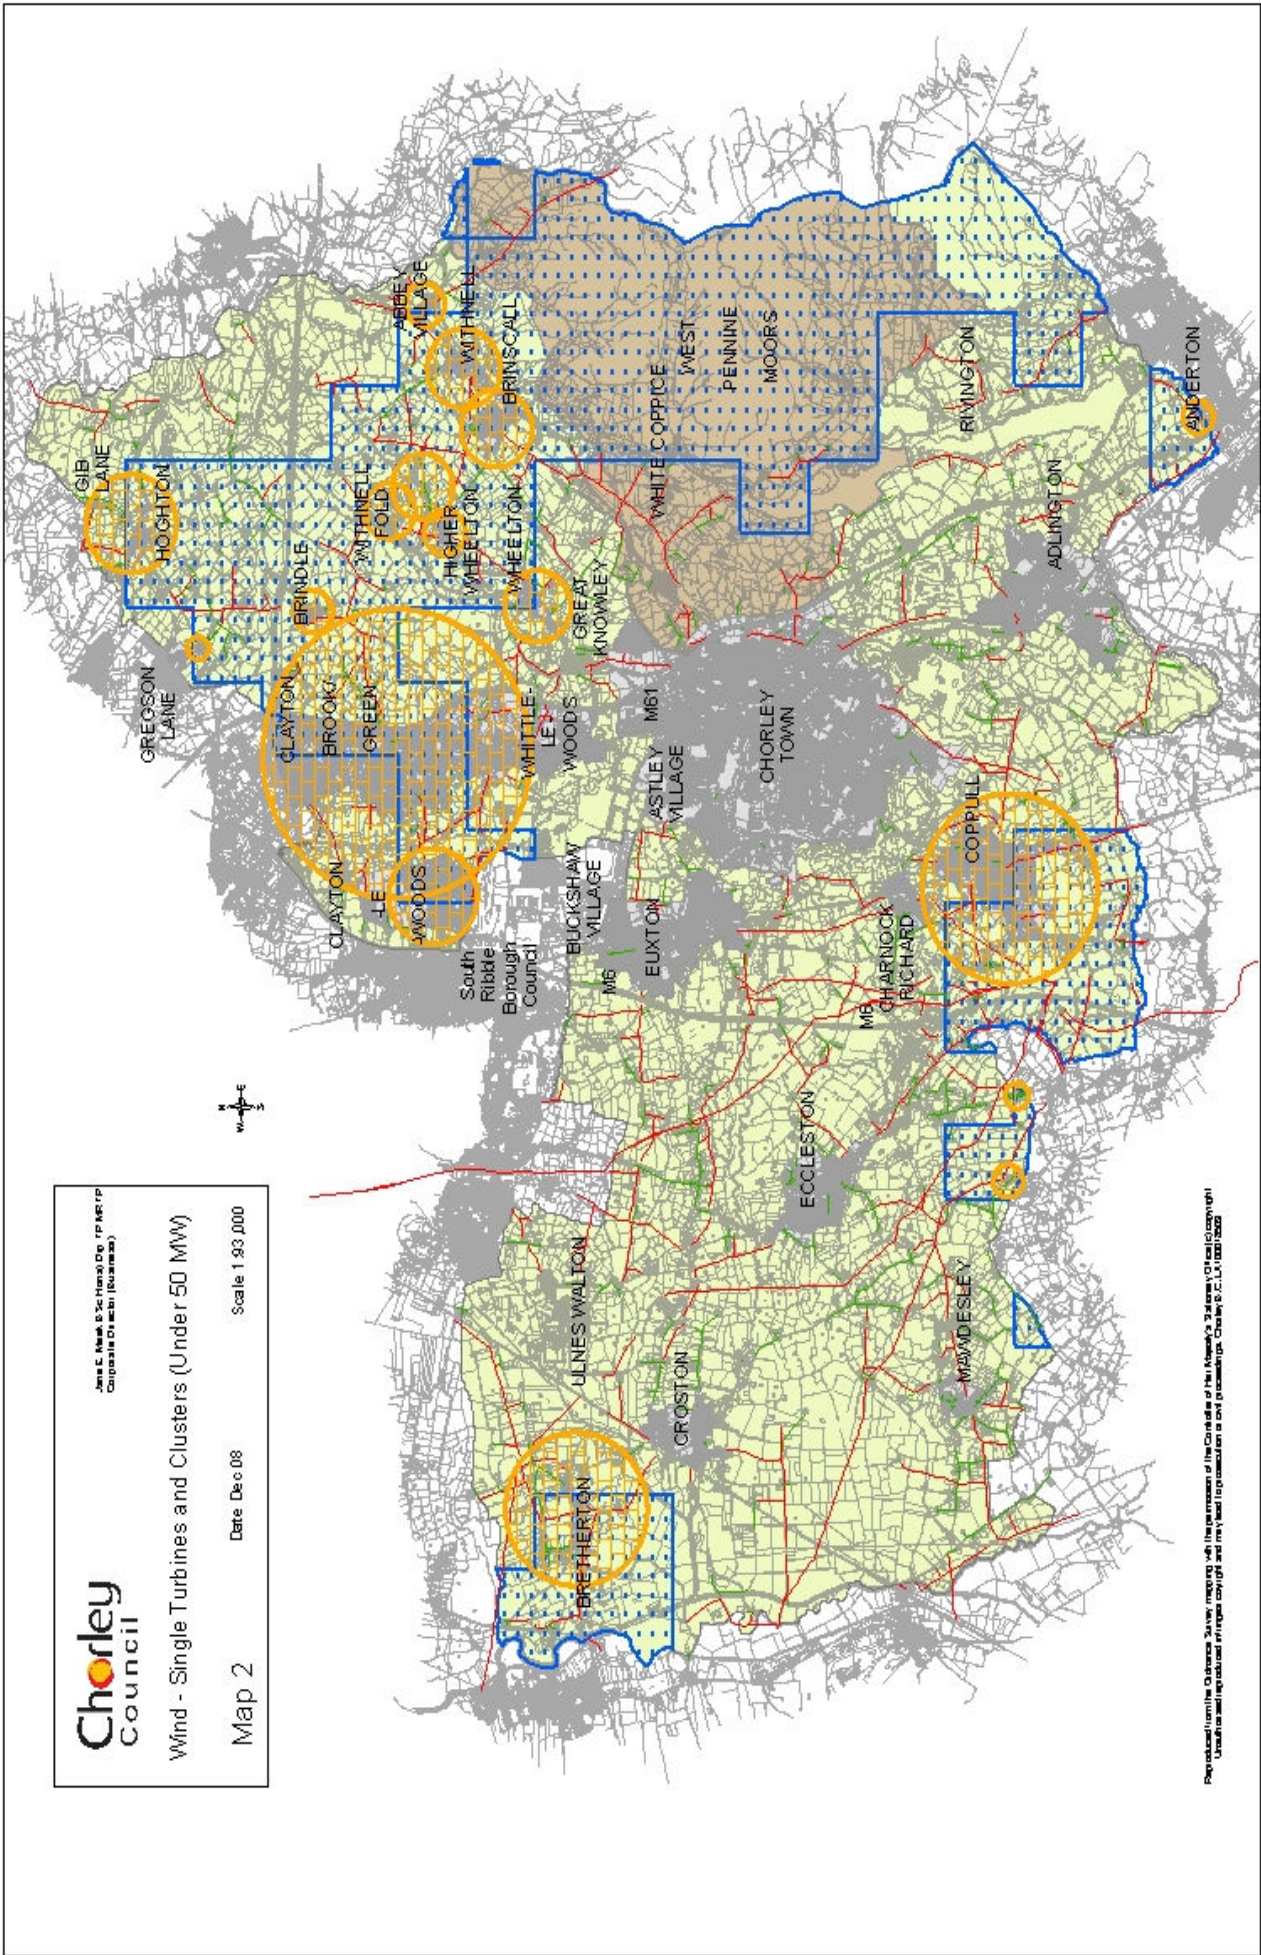 Chorley
Council
Wind - Single Turbines and Clusters (Under 50 MW)
Map 2
Date Dec 08
Scale 1:93,000
N
W
E
S
GIB
LANE
HOGHTON
GREGSON
LANE
BRINDLE
WITHNELL
FOLD
ABBEY
VILLAGE
WITHNELL
BRINSCALL
HIGHER
WHEELTON
WHEELTON
CLAYTON
BROOK/
GREEN
CLAYTON
-LE
-WOODS
WHITTLE-
LE-
WOODS
GREAT
KNOWLEY
South
Ribble
Borough
Council
BUCKSHAW
VILLAGE
M61
ASTLEY
VILLAGE
WHITE COPPICE
WEST
PENNINE
MOORS
M6
EUXTON
CHORLEY
TOWN
ULNES WALTON
BRETHERTON
CROSTON
ECCLESTON
M6
CHARNOCK
RICHARD
COPPULL
RIVINGTON
ADLINGTON
ANDERTON
MAWDESLEY